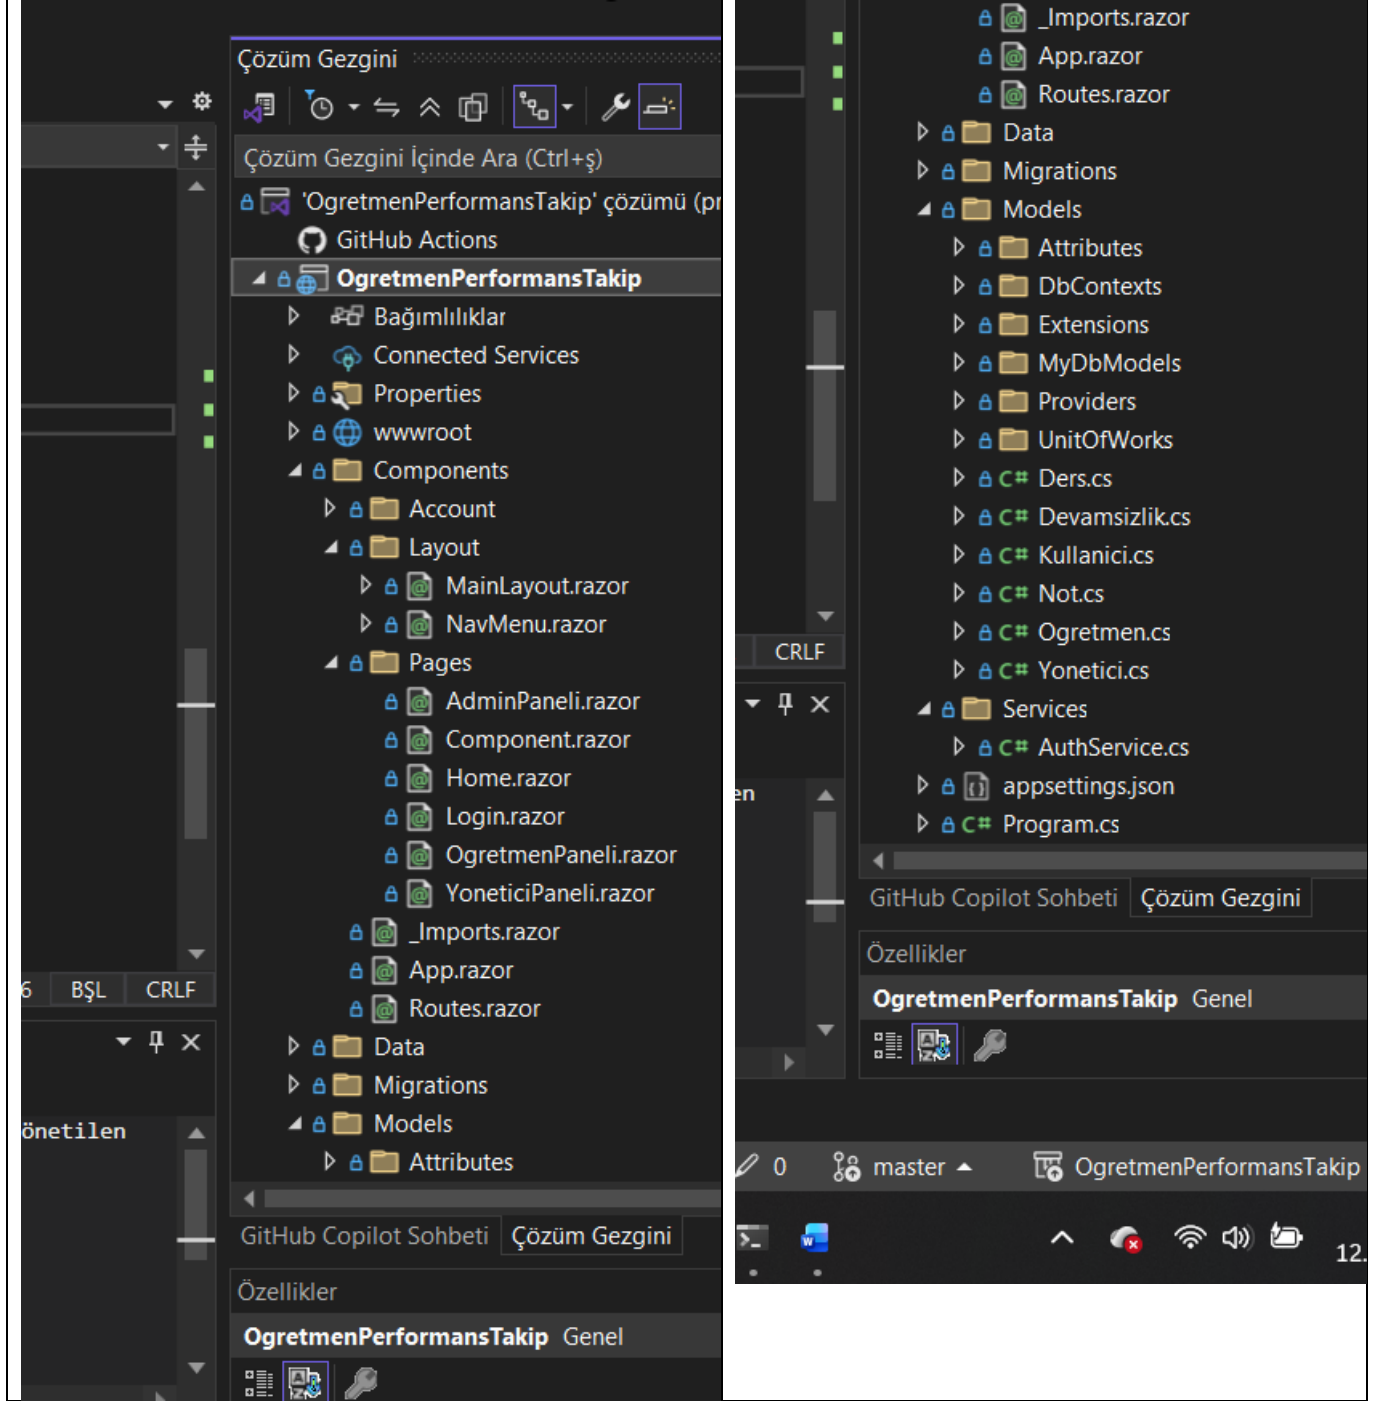 Çözüm Gezgini
Çözüm Gezgini İçinde Ara (Ctrl+ş)
'OgretmenPerformansTakip' çözümü (pr
GitHub Actions
OgretmenPerformansTakip
Bağımlılıklar
Connected Services
Properties
wwwroot
Components
Account
Layout
MainLayout.razor
NavMenu.razor
Pages
AdminPaneli.razor
Component.razor
Home.razor
Login.razor
OgretmenPaneli.razor
YoneticiPaneli.razor
_Imports.razor
App.razor
Routes.razor
Data
Migrations
Models
Attributes
GitHub Copilot Sohbeti Çözüm Gezgini
Özellikler
OgretmenPerformansTakip Genel
6 BŞL CRLF
önetilen
_Imports.razor
App.razor
Routes.razor
Data
Migrations
Models
Attributes
DbContexts
Extensions
MyDbModels
Providers
UnitOfWorks
C# Ders.cs
C# Devamsizlik.cs
C# Kullanici.cs
C# Not.cs
C# Ogretmen.cs
C# Yonetici.cs
Services
C# AuthService.cs
appsettings.json
C# Program.cs
GitHub Copilot Sohbeti Çözüm Gezgini
Özellikler
OgretmenPerformansTakip Genel
CRLF
en
0 master OgretmenPerformansTakip
12.